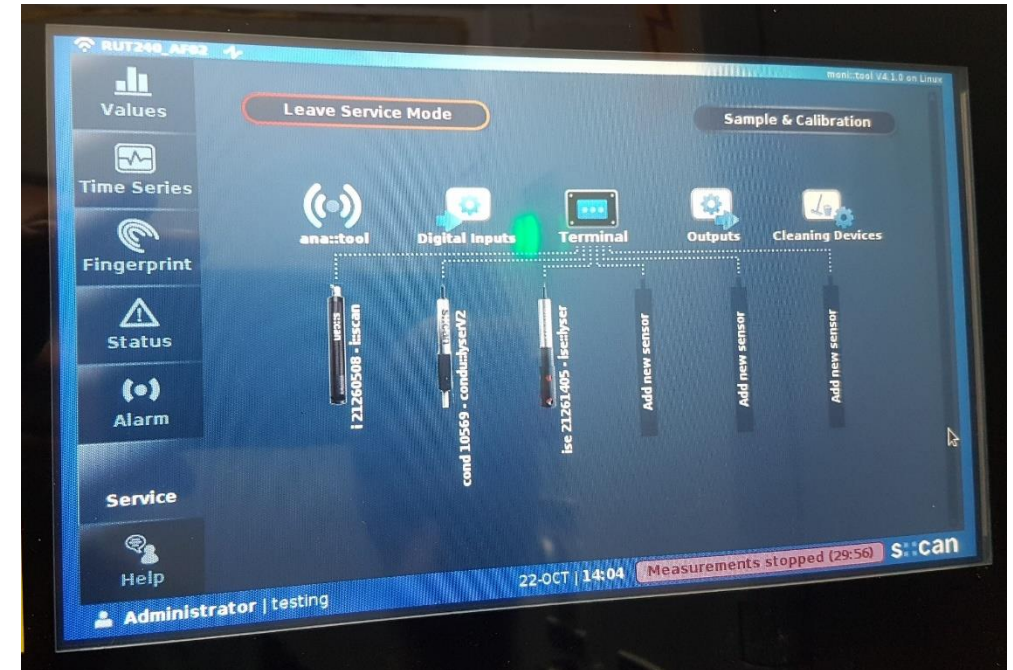 RUT240_AF02
moni::tool V4.1.0 on Linux
Values
Leave Service Mode
Sample & Calibration
Time Series
ana::tool
Digital Inputs
Terminal
Outputs
Cleaning Devices
Fingerprint
s::can
i 21260508 - i::scan
s::can
cond 10569 - condu::lyserV2
ise 21261405 - ise::lyser
Add new sensor
Add new sensor
Add new sensor
Status
Alarm
Service
Help
22-OCT | 14:04
Measurements stopped (29:56)
s::can
Administrator | testing